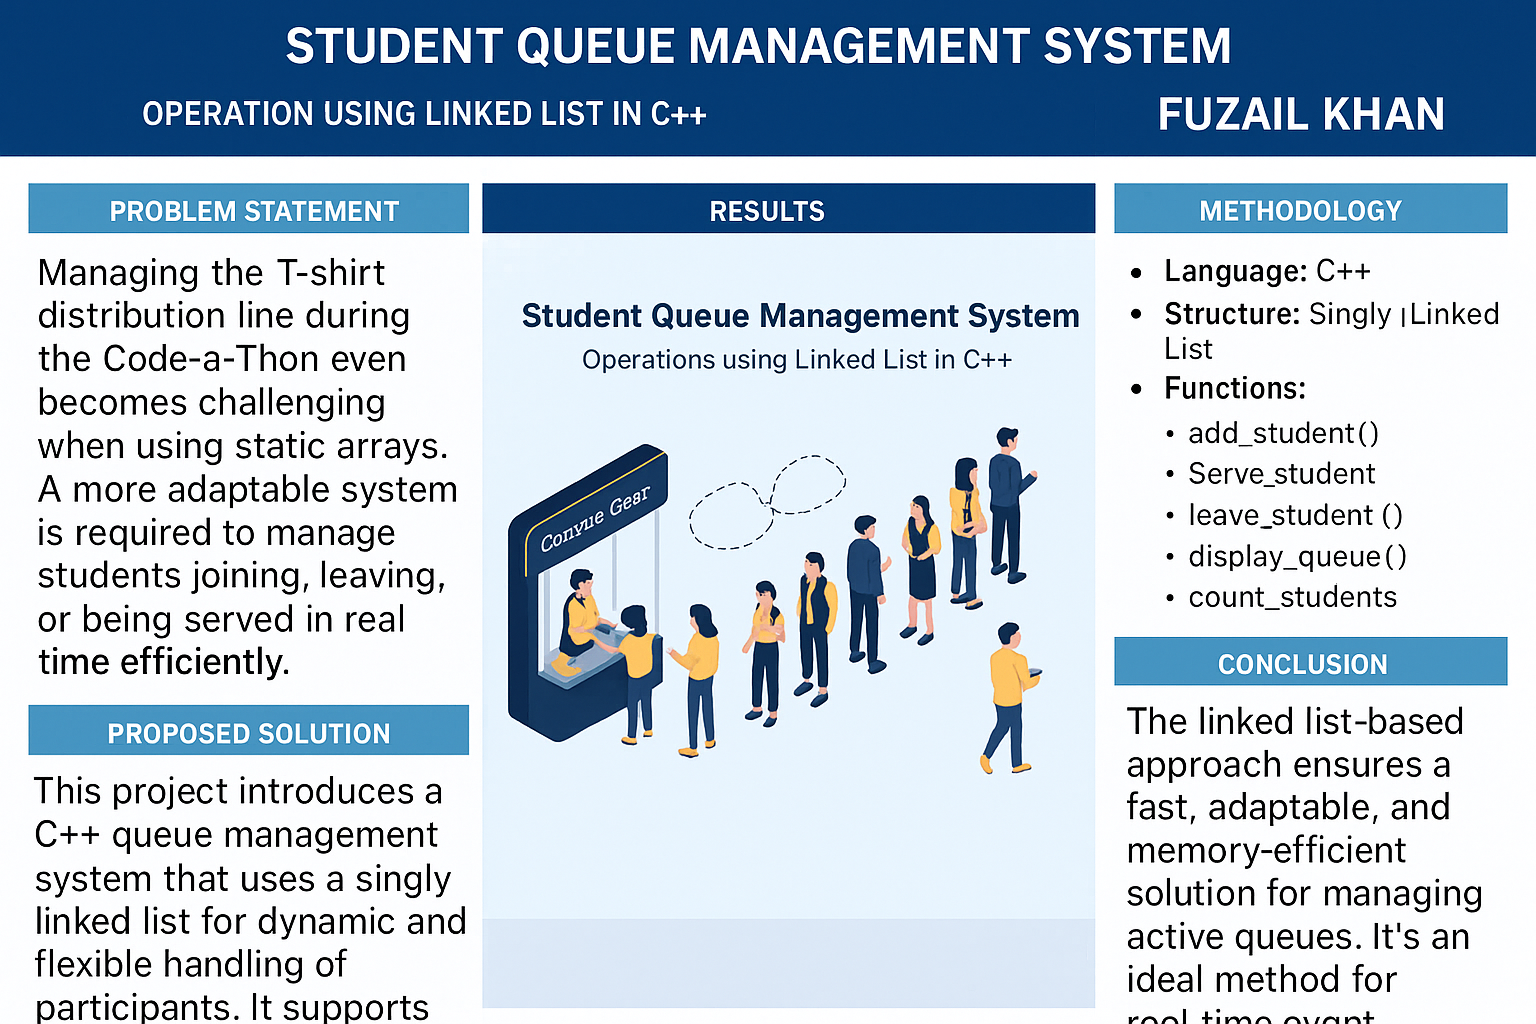 STUDENT QUEUE MANAGEMENT SYSTEM
OPERATION USING LINKED LIST IN C++
FUZAIL KHAN
PROBLEM STATEMENT
Managing the T-shirt
distribution line during
the Code-a-Thon even
becomes challenging
when using static arrays.
A more adaptable system
is required to manage
students joining, leaving,
or being served in real
time efficiently.
PROPOSED SOLUTION
This project introduces a
C++ queue management
system that uses a singly
linked list for dynamic and
flexible handling of
participants. It supports
RESULTS
Student Queue Management System
Operations using Linked List in C++
Conyue Gear
METHODOLOGY
• Language: C++
• Structure: Singly |Linked
List
• Functions:
• add_student()
• Serve_student
• leave_student ()
• display_queue()
• count_students
CONCLUSION
The linked list-based
approach ensures a
fast, adaptable, and
memory-efficient
solution for managing
active queues. It's an
ideal method for